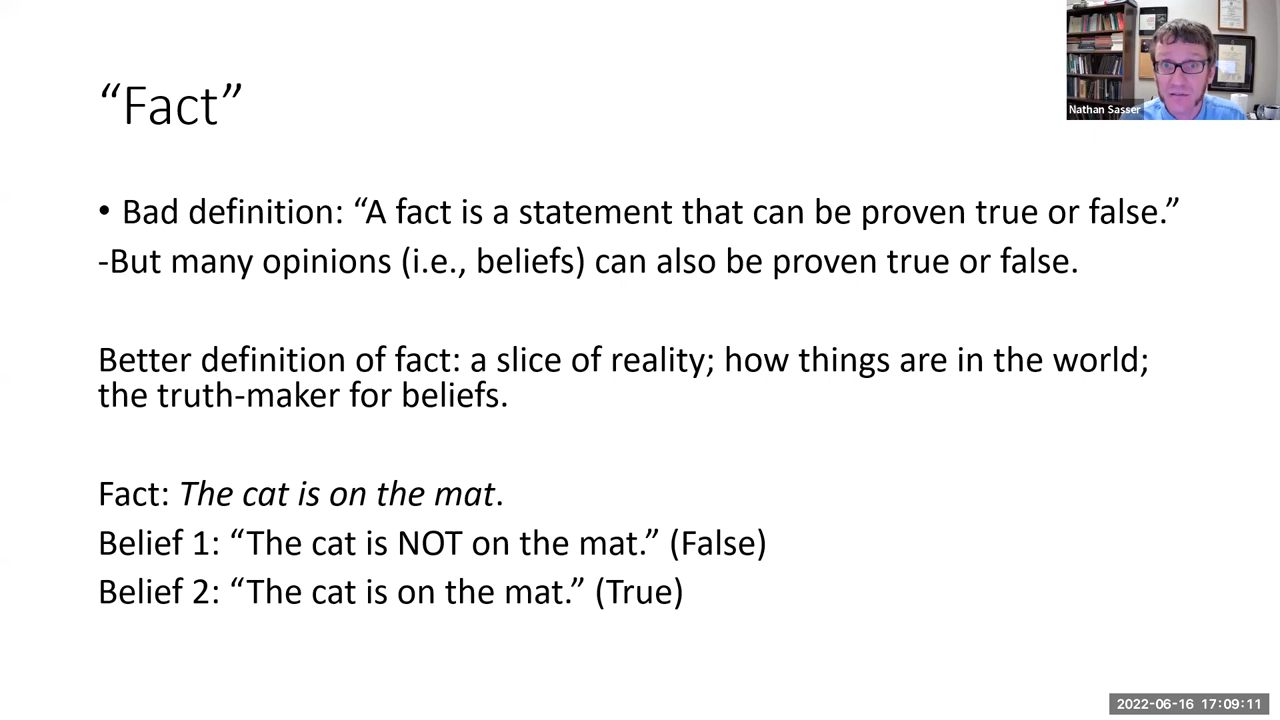 “Fact”
Nathan Sasser
• Bad definition: “A fact is a statement that can be proven true or false.”
-But many opinions (i.e., beliefs) can also be proven true or false.
Better definition of fact: a slice of reality; how things are in the world;
the truth-maker for beliefs.
Fact: The cat is on the mat.
Belief 1: “The cat is NOT on the mat.” (False)
Belief 2: “The cat is on the mat.” (True)
2022-06-16 17:09:11